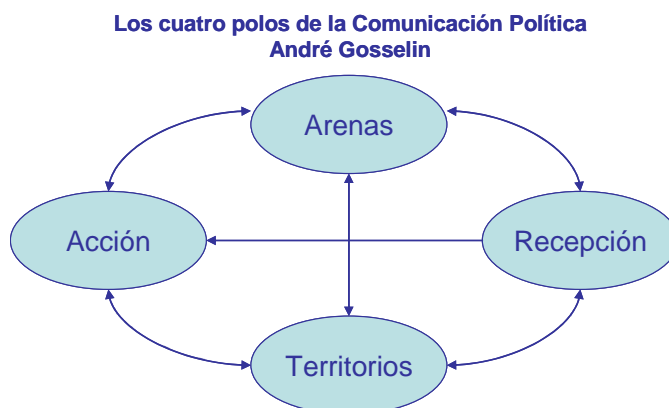 Los cuatro polos de la Comunicación Política
André Gosselin
Arenas
Acción
Recepción
Territorios